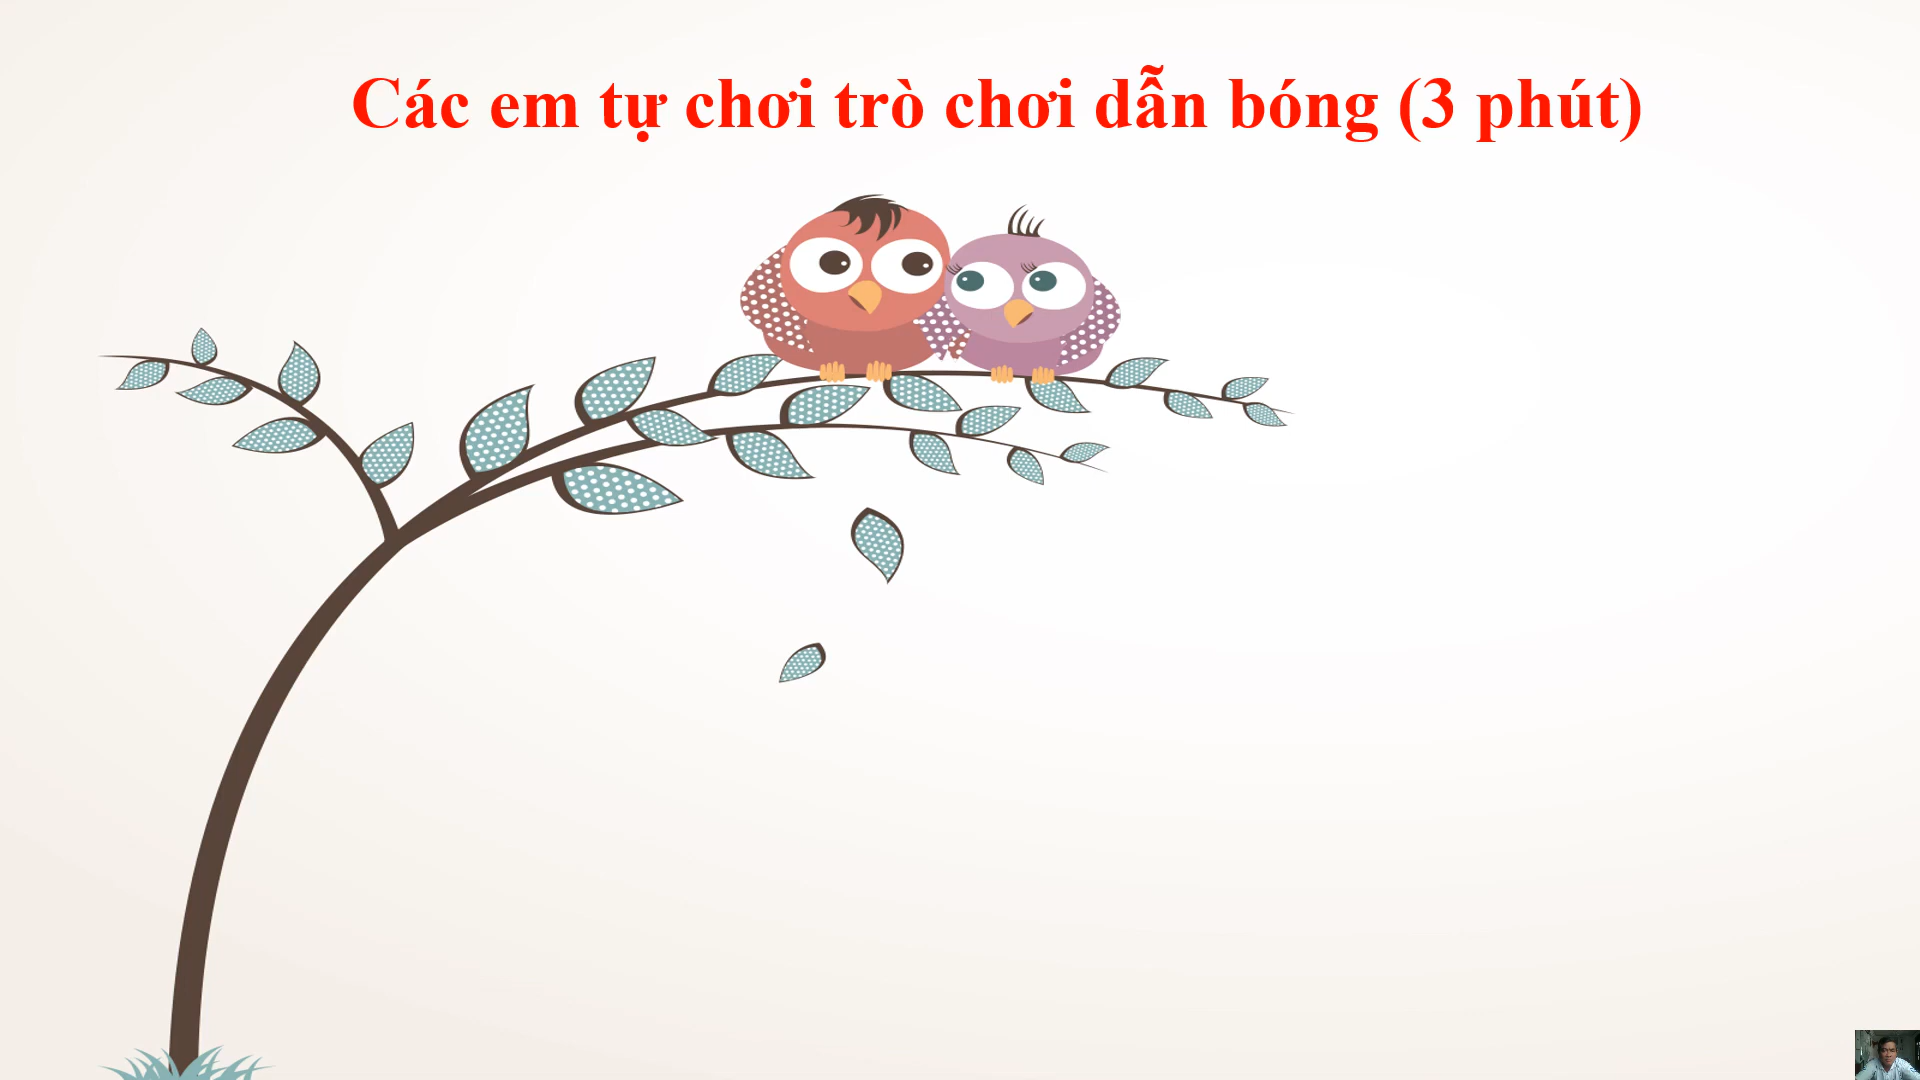 Các em tự chơi trò chơi dẫn bóng (3 phút)